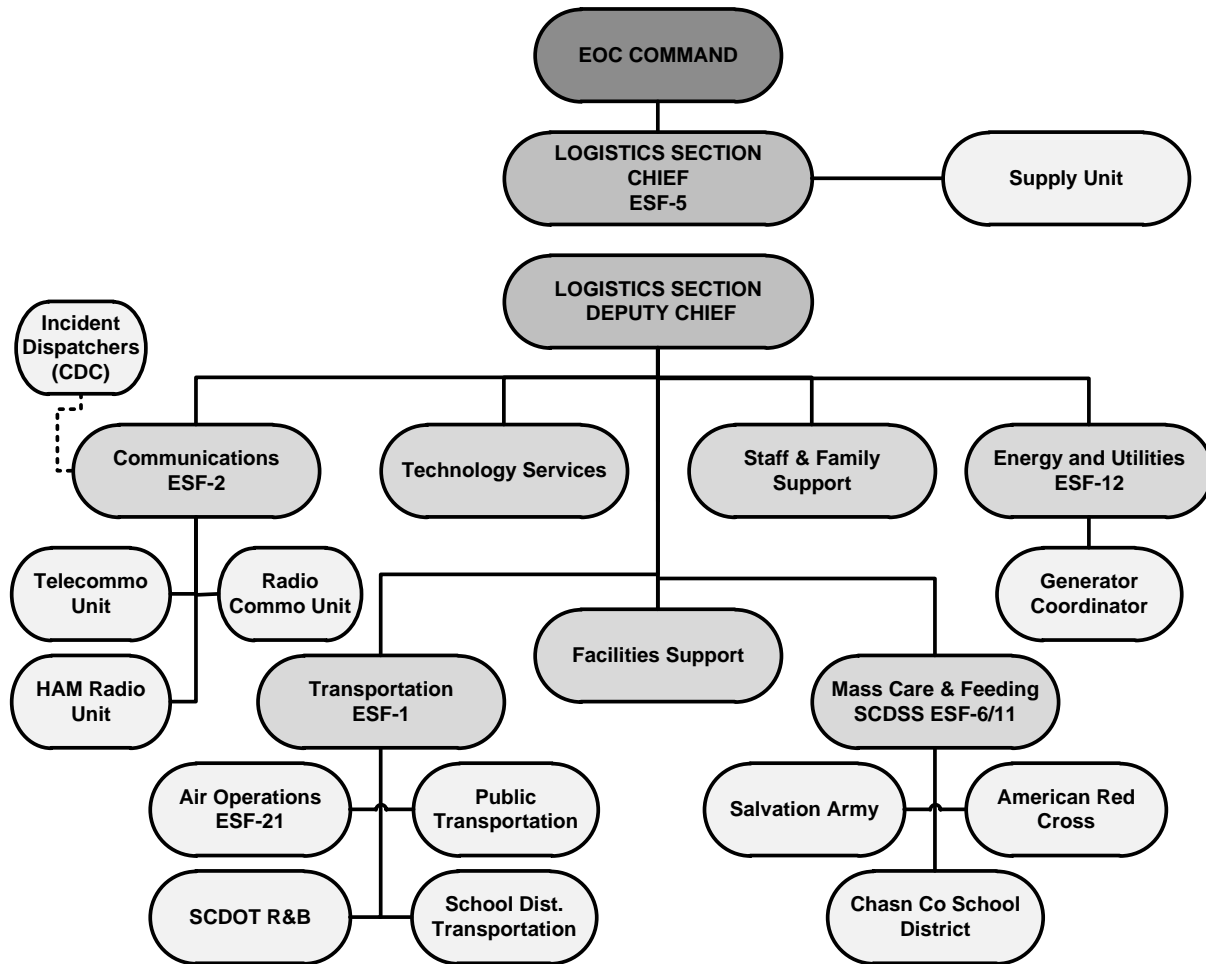 EOC COMMAND
LOGISTICS SECTION
CHIEF
ESF-5
Supply Unit
LOGISTICS SECTION
DEPUTY CHIEF
Incident
Dispatchers
(CDC)
Communications
ESF-2
Technology Services
Staff & Family
Support
Energy and Utilities
ESF-12
Telecommo
Unit
Radio
Commo Unit
Generator
Coordinator
HAM Radio
Unit
Transportation
ESF-1
Facilities Support
Mass Care & Feeding
SCDSS ESF-6/11
Air Operations
ESF-21
Public
Transportation
Salvation Army
American Red
Cross
SCDOT R&B
School Dist.
Transportation
Chasn Co School
District